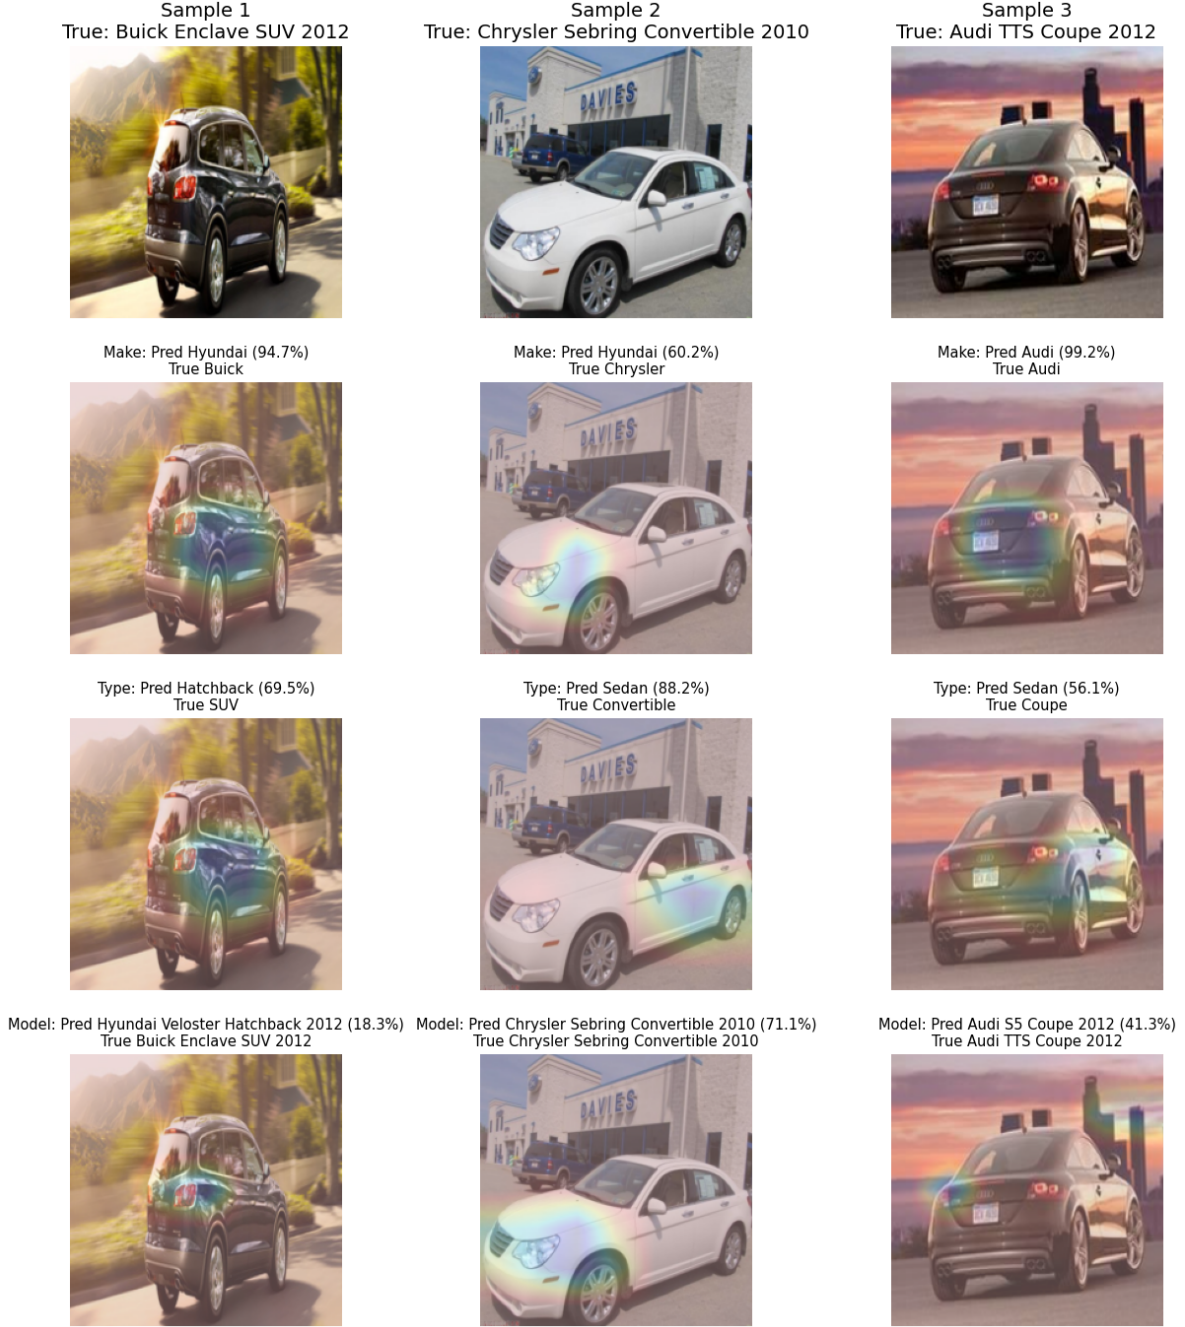 Sample 1
True: Buick Enclave SUV 2012
Sample 2
True: Chrysler Sebring Convertible 2010
Sample 3
True: Audi TTS Coupe 2012
DAVIES
Make: Pred Hyundai (94.7%)
True Buick
Make: Pred Hyundai (60.2%)
True Chrysler
Make: Pred Audi (99.2%)
True Audi
DAVIES
Type: Pred Hatchback (69.5%)
True SUV
Type: Pred Sedan (88.2%)
True Convertible
Type: Pred Sedan (56.1%)
True Coupe
DAVIES
Model: Pred Hyundai Veloster Hatchback 2012 (18.3%)
True Buick Enclave SUV 2012
Model: Pred Chrysler Sebring Convertible 2010 (71.1%)
True Chrysler Sebring Convertible 2010
Model: Pred Audi S5 Coupe 2012 (41.3%)
True Audi TTS Coupe 2012
DAVIES